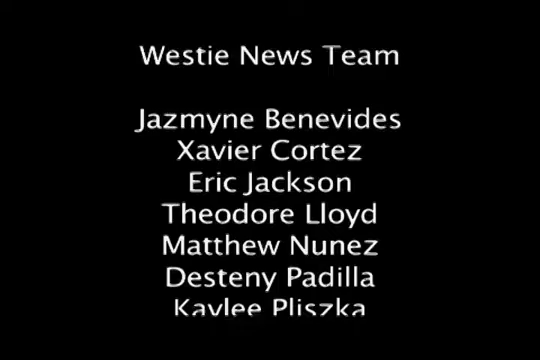 Westie News Team
Jazmyne Benevides
Xavier Cortez
Eric Jackson
Theodore Lloyd
Matthew Nunez
Desteny Padilla
Kaylee Pliszka